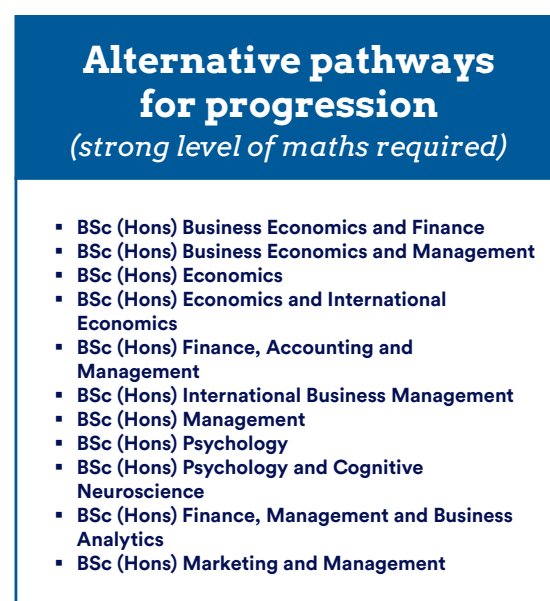 Alternative pathways
for progression
(strong level of maths required)
▪ BSc (Hons) Business Economics and Finance
▪ BSc (Hons) Business Economics and Management
▪ BSc (Hons) Economics
▪ BSc (Hons) Economics and International
Economics
▪ BSc (Hons) Finance, Accounting and
Management
▪ BSc (Hons) International Business Management
▪ BSc (Hons) Management
▪ BSc (Hons) Psychology
▪ BSc (Hons) Psychology and Cognitive
Neuroscience
▪ BSc (Hons) Finance, Management and Business
Analytics
▪ BSc (Hons) Marketing and Management